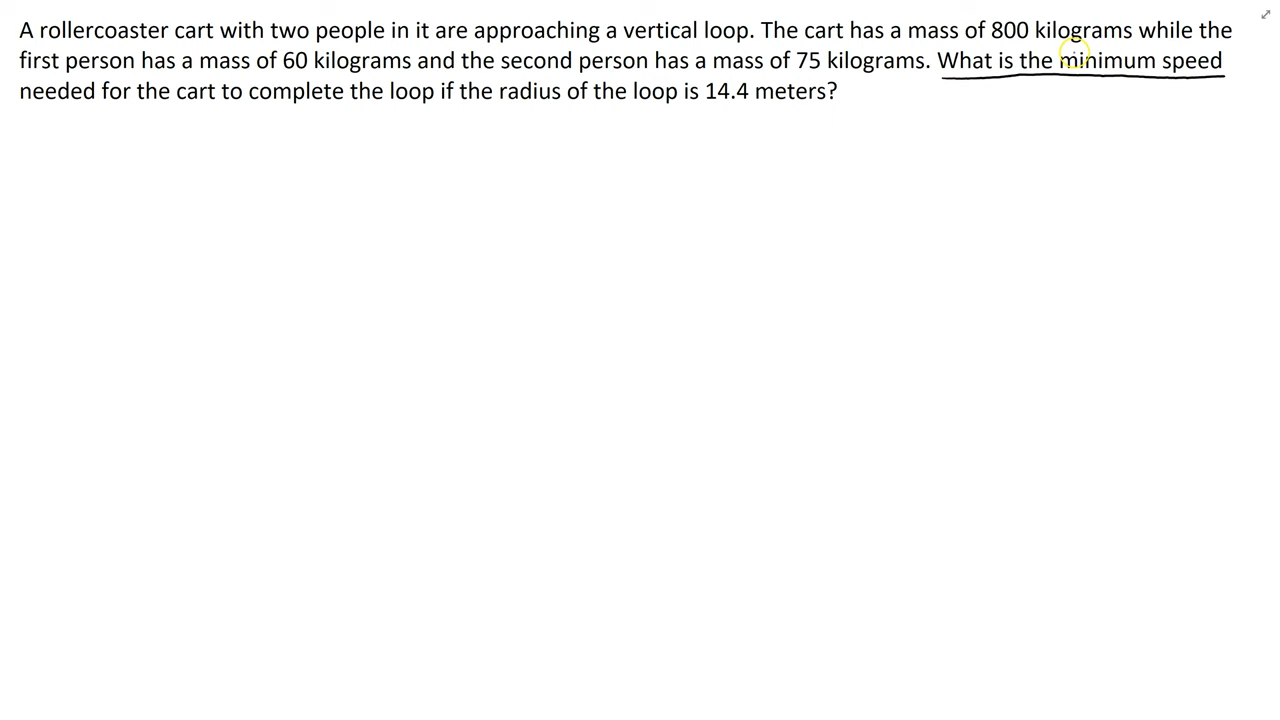 A rollercoaster cart with two people in it are approaching a vertical loop. The cart has a mass of 800 kilograms while the
first person has a mass of 60 kilograms and the second person has a mass of 75 kilograms. What is the minimum speed
needed for the cart to complete the loop if the radius of the loop is 14.4 meters?